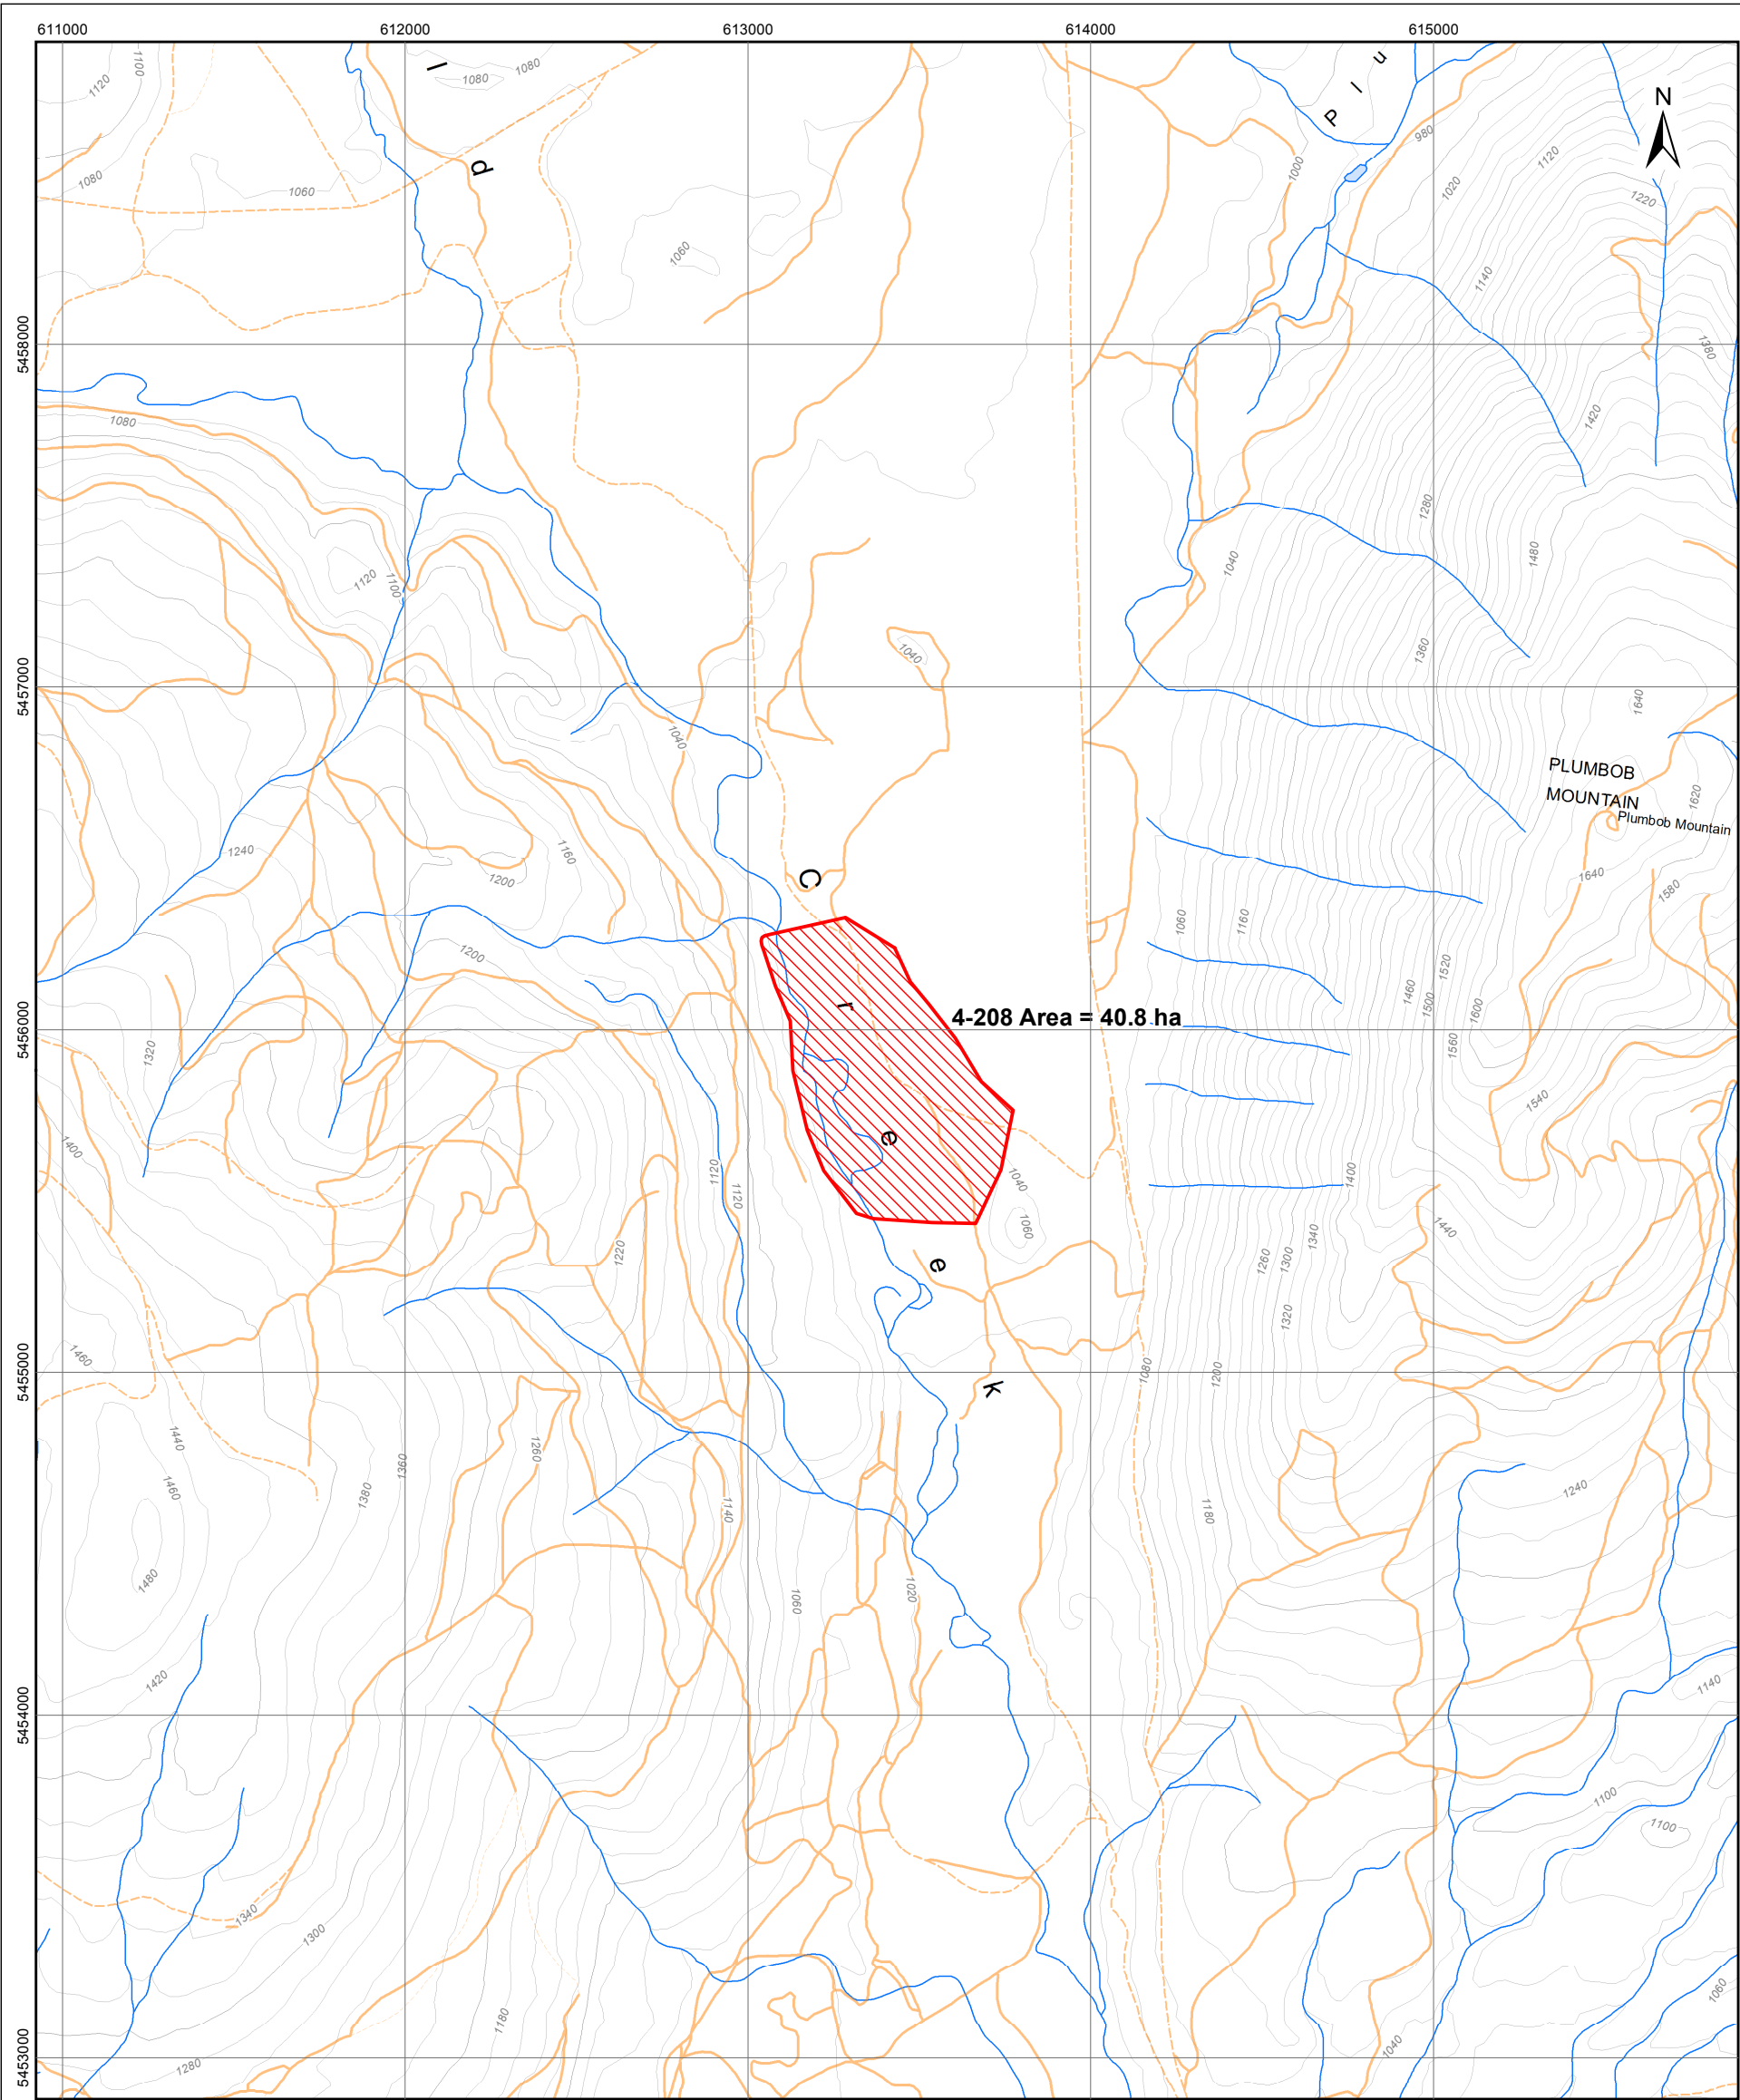 611000 612000 613000 614000 615000
l d
P l u
N
1120 1100 1080 1080
1080 1060
980 1120 1000 1020 1220
1060 1140
5458000
1380
1080 1420
1280
1120 1100 1040 1480
1040 1360
5457000
1640
1040
PLUMBOB
MOUNTAIN
Plumbob Mountain
1620
1240 1160 1200
1640 1580
C r e e k
1200 1060 1160
1460 1500 1520 1600
4-208 Area = 40.8 ha
5456000
1320 1560
1540
1400 1120 1120 1040 1400
1060 1440
1220 1260 1300 1340
1320
1460
5455000
1080 1200
1440 1360 1260
1460 1380 1140 1180 1240
1480 1060 1020
1420 1140
5454000
1100
1100
1340 1300
1060
1180
1040
5453000
1280